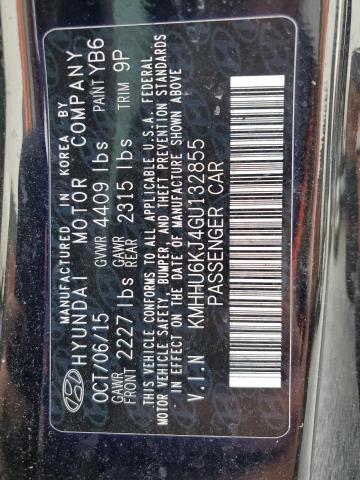 MANUFACTURED IN KOREA BY
HYUNDAI MOTOR COMPANY
OCT/06/15 GVWR 4409 lbs PAINT YB6
GAWR FRONT 2227 lbs GAWR REAR 2315 lbs TRIM 9P
THIS VEHICLE CONFORMS TO ALL APPLICABLE U.S.A. FEDERAL
MOTOR VEHICLE SAFETY, BUMPER, AND THEFT PREVENTION STANDARDS
IN EFFECT ON THE DATE OF MANUFACTURE SHOWN ABOVE
V.I.N KMHHU6KJ4GU132855
PASSENGER CAR